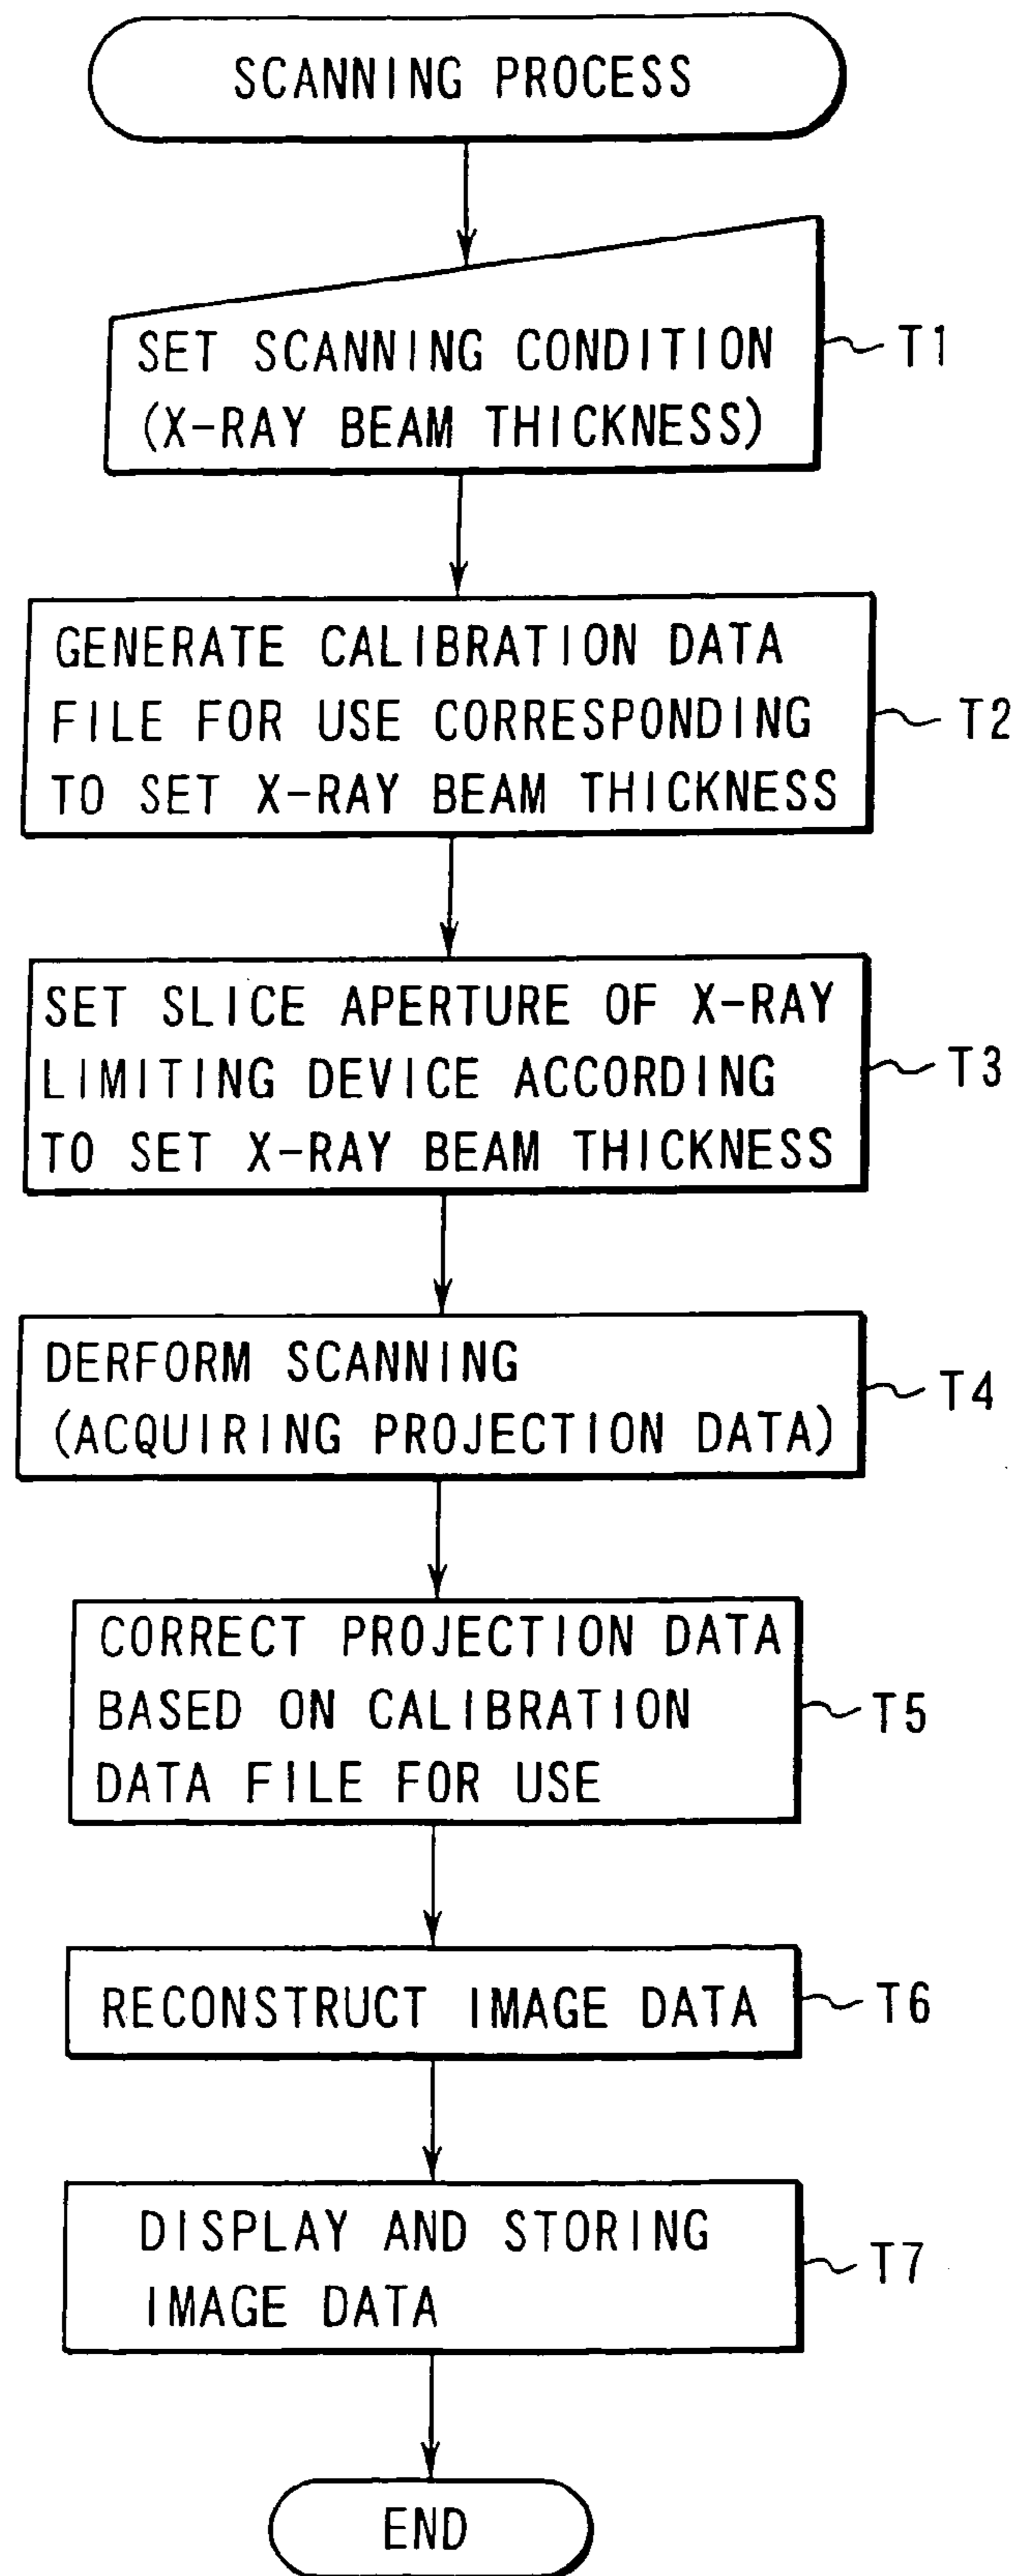 SCANNING PROCESS
SET SCANNING CONDITION
(X-RAY BEAM THICKNESS)
T1
GENERATE CALIBRATION DATA
FILE FOR USE CORRESPONDING
TO SET X-RAY BEAM THICKNESS
T2
SET SLICE APERTURE OF X-RAY
LIMITING DEVICE ACCORDING
TO SET X-RAY BEAM THICKNESS
T3
DERFORM SCANNING
(ACQUIRING PROJECTION DATA)
T4
CORRECT PROJECTION DATA
BASED ON CALIBRATION
DATA FILE FOR USE
T5
RECONSTRUCT IMAGE DATA
T6
DISPLAY AND STORING
IMAGE DATA
T7
END